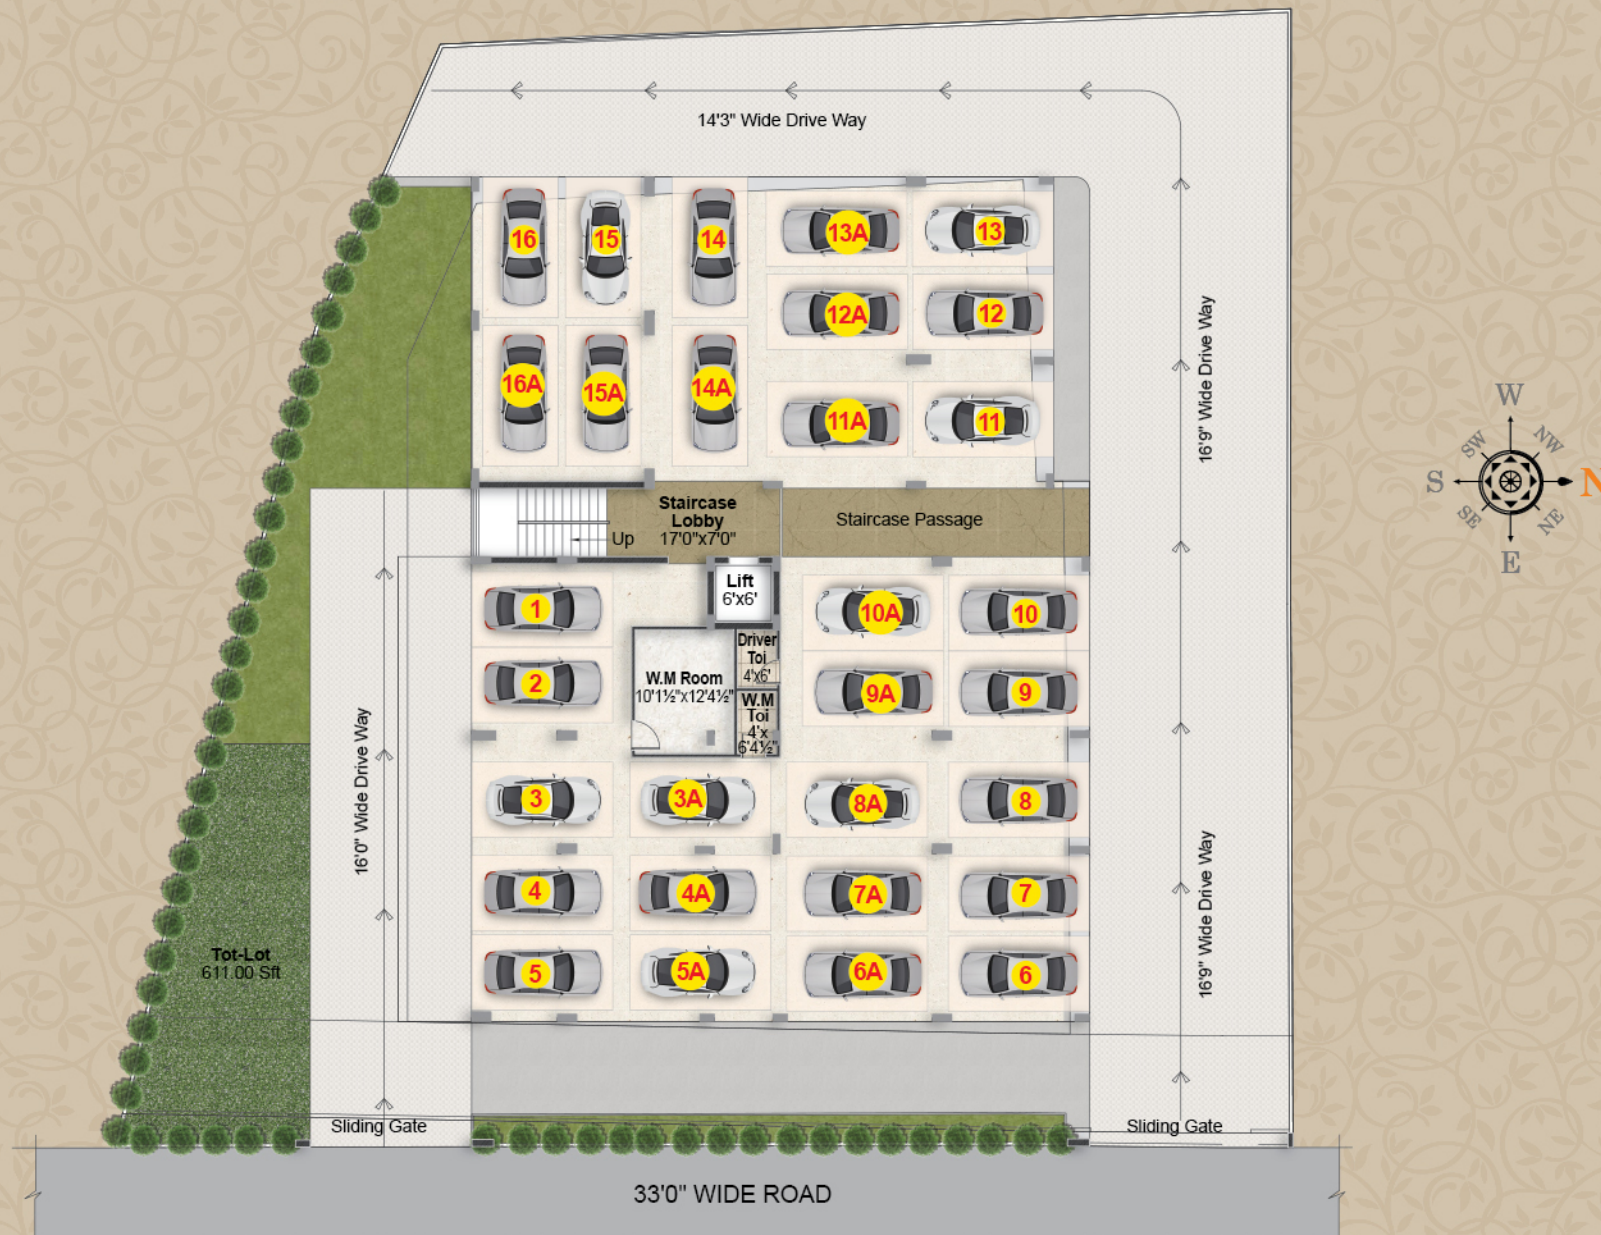 14'3" Wide Drive Way
16
15
14
13A
13
12A
12
16A
15A
14A
11A
11
16'9" Wide Drive Way
W
SW
NW
S
N
SE
NE
E
Staircase
Lobby
17'0"x7'0"
Up
Staircase Passage
Lift
6'x6'
1
10A
10
Driver
Toi
4'x6'
2
W.M Room
10'1½"x12'4½"
W.M
Toi
4'x
6'4½"
9A
9
16'0" Wide Drive Way
3
3A
8A
8
4
4A
7A
7
16'9" Wide Drive Way
Tot-Lot
611.00 Sft
5
5A
6A
6
Sliding Gate
Sliding Gate
33'0" WIDE ROAD